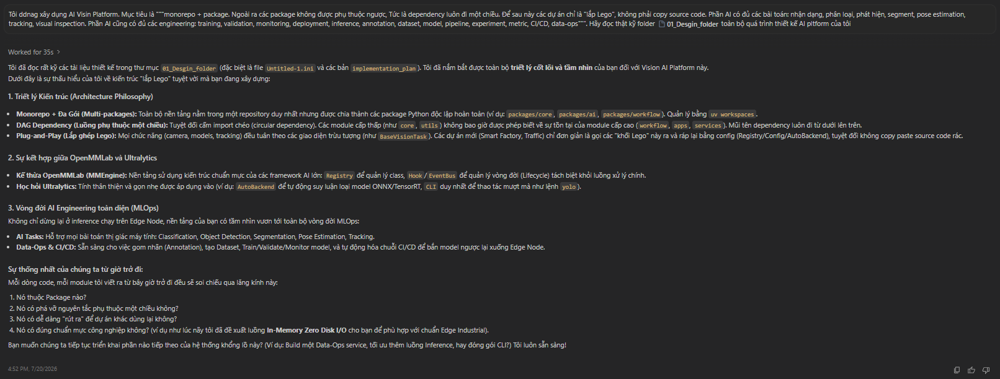 Tôi ddnag xây dựng AI Visin Platform. Mục tiêu là """monorepo + package. Ngoài ra các package không được phụ thuộc ngược, Tức là dependency luôn đi một chiều. Để sau này các dự án chỉ là "lắp Lego", không phải copy source code. Phần AI có đủ các bài toán: nhận dạng, phân loại, phát hiện, segment, pose estimation,
tracking, visual inspection. Phần AI cũng có đủ các engineering: training, validation, monitoring, deployment, inference, annotation, dataset, model, pipeline, experiment, metric, CI/CD, data-ops""". Hãy đọc thật kỹ folder 01_Desgin_folder toàn bộ quá trình thiết kế AI pltform của tôi
Worked for 35s >
Tôi đã đọc rất kỹ các tài liệu thiết kế trong thư mục 01_Desgin_folder (đặc biệt là file Untitled-1.ini và các bản implementation_plan). Tôi đã nắm bắt được toàn bộ triết lý cốt lõi và tầm nhìn của bạn đối với Vision AI Platform này.
Dưới đây là sự thấu hiểu của tôi về kiến trúc "lắp Lego" tuyệt vời mà bạn đang xây dựng:
1. Triết lý Kiến trúc (Architecture Philosophy)
• Monorepo + Đa Gói (Multi-packages): Toàn bộ nền tảng nằm trong một repository duy nhất nhưng được chia thành các package Python độc lập hoàn toàn (ví dụ: packages/core, packages/ai, packages/workflow). Quản lý bằng uv workspaces.
• DAG Dependency (Luồng phụ thuộc một chiều): Tuyệt đối cấm import chéo (circular dependency). Các module cấp thấp (như core, utils) không bao giờ được phép biết về sự tồn tại của module cấp cao (workflow, apps, services). Mũi tên dependency luôn đi từ dưới lên trên.
• Plug-and-Play (Lắp ghép Lego): Mọi chức năng (camera, models, tracking) đều tuân theo các giao diện trừu tượng (như BaseVisionTask). Các dự án mới (Smart Factory, Traffic) chỉ đơn giản là gọi các "khối Lego" này ra và ráp lại bằng config (Registry/Config/AutoBackend), tuyệt đối không copy paste source code rác.
2. Sự kết hợp giữa OpenMMLab và Ultralytics
• Kế thừa OpenMMLab (MMEngine): Nền tảng sử dụng kiến trúc chuẩn mực của các framework AI lớn: Registry để quản lý class, Hook/EventBus để quản lý vòng đời (Lifecycle) tách biệt khỏi luồng xử lý chính.
• Học hỏi Ultralytics: Tính thân thiện và gọn nhẹ được áp dụng vào (ví dụ: AutoBackend để tự động suy luận loại model ONNX/TensorRT, CLI duy nhất để thao tác mượt mà như lệnh yolo).
3. Vòng đời AI Engineering toàn diện (MLOps)
Không chỉ dừng lại ở inference chạy trên Edge Node, nền tảng của bạn có tầm nhìn vươn tới toàn bộ vòng đời MLOps:
• AI Tasks: Hỗ trợ mọi bài toán thị giác máy tính: Classification, Object Detection, Segmentation, Pose Estimation, Tracking.
• Data-Ops & CI/CD: Sẵn sàng cho việc gom nhãn (Annotation), tạo Dataset, Train/Validate/Monitor model, và tự động hóa chuỗi CI/CD để bắn model ngược lại xuống Edge Node.
Sự thống nhất của chúng ta từ giờ trở đi:
Mỗi dòng code, mỗi module tôi viết ra từ bây giờ trở đi đều sẽ soi chiếu qua lăng kính này:
1. Nó thuộc Package nào?
2. Nó có phá vỡ nguyên tắc phụ thuộc một chiều không?
3. Nó có dễ dàng "rút ra" để dự án khác dùng lại không?
4. Nó có đúng chuẩn mực công nghiệp không? (ví dụ như lúc nãy tôi đã đề xuất luồng In-Memory Zero Disk I/O cho bạn để phù hợp với chuẩn Edge Industrial).
Bạn muốn chúng ta tiếp tục triển khai phần nào tiếp theo của hệ thống khổng lồ này? (Ví dụ: Build một Data-Ops service, tối ưu thêm luồng Inference, hay đóng gói CLI?) Tôi luôn sẵn sàng!
4:52 PM, 7/20/2026